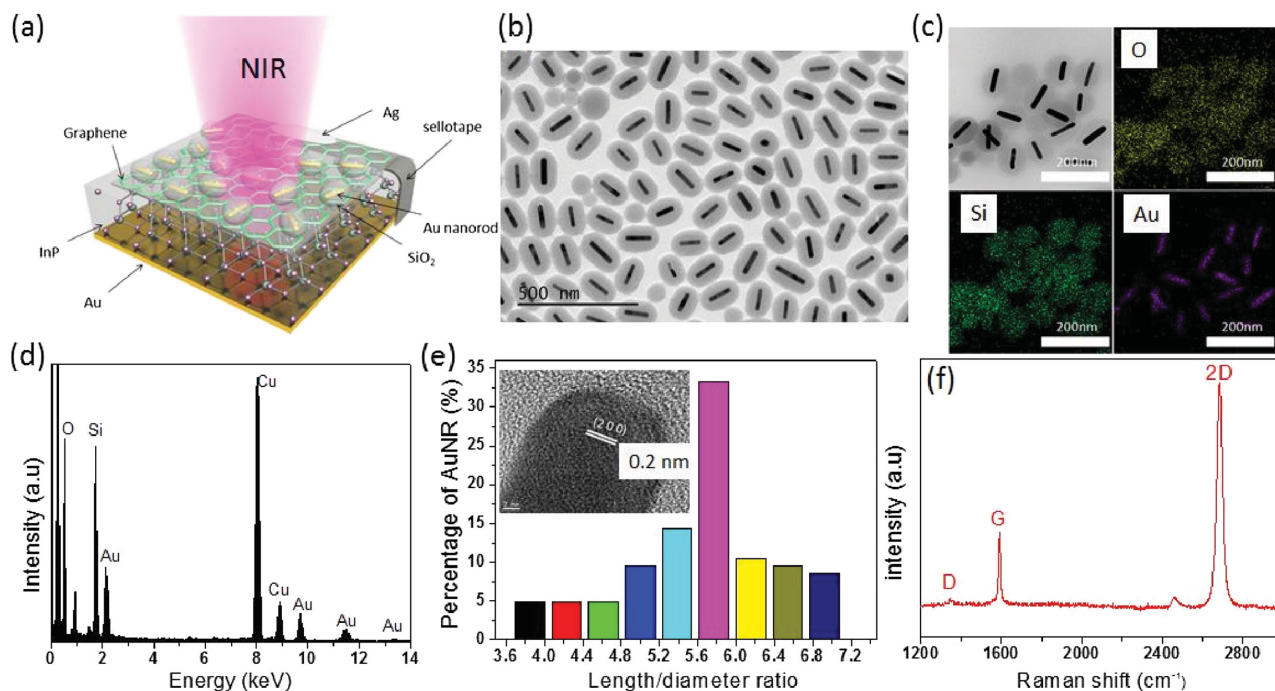 (a)
NIR
Ag
Graphene
sellotape
Au nanorod
InP
SiO₂
Au
(b)
500 nm
(c)
O
200nm
200nm
Si
Au
200nm
200nm
(d)
Intensity (a.u)
O
Si
Au
Cu
Cu
Au
Au
Au
0 2 4 6 8 10 12 14
Energy (keV)
(e)
Percentage of AuNR (%)
35
30
25
20
15
10
5
0
(2 0 0)
0.2 nm
3.6 4.0 4.4 4.8 5.2 5.6 6.0 6.4 6.8 7.2
Length/diameter ratio
(f)
intensity (a.u)
D
G
2D
1200 1600 2000 2400 2800
Raman shift (cm⁻¹)